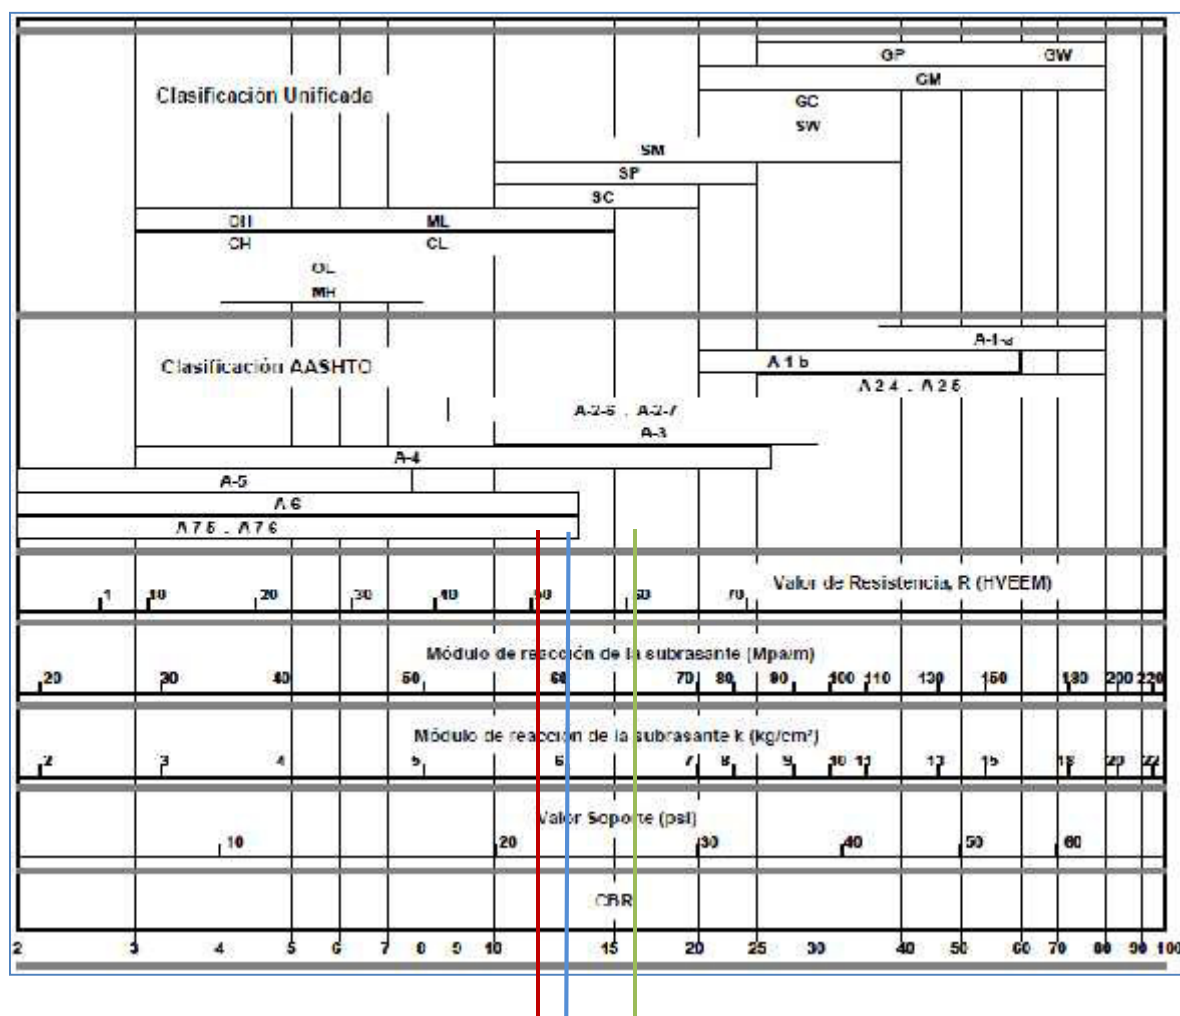 GP GW
GM
Clasificación Unificada
GC
SW
SM
SP
SC
OH ML
CH CL
OL
MH
A-1-a
Clasificación AASHTO
A 1 b
A 2 4 . A 2 5
A-2-6 . A-2-7
A-3
A-4
A-5
A 6
A 7 5 . A 7 6
Valor de Resistencia, R (HVEEM)
10 20 30 40 50 60 70
Módulo de reacción de la subrasante (Mpa/m)
20 30 40 50 60 70 80 90 100 110 130 150 180 200 220
Módulo de reacción de la subrasante k (kg/cm³)
2 3 4 5 6 7 8 9 10 11 13 15 18 20 22
Valor Soporte (psi)
10 20 30 40 50 60
CBR
2 3 4 5 6 7 8 9 10 15 20 25 30 40 50 60 70 80 90 100